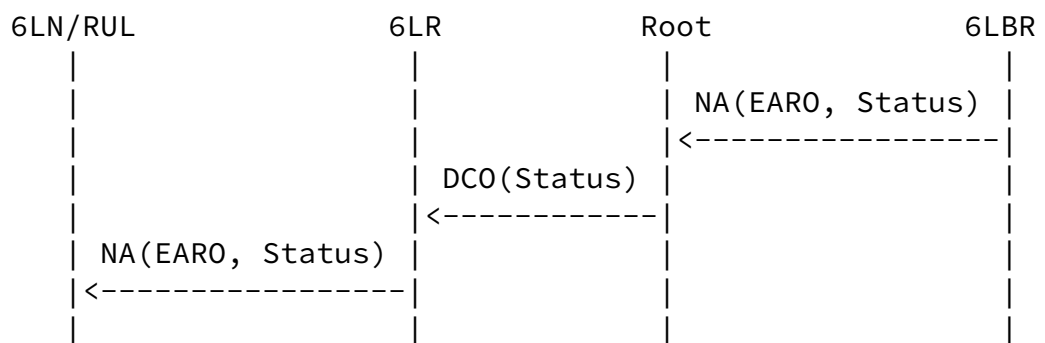 6LN/RUL 6LR Root 6LBR
NA(EARO, Status)
DCO(Status)
NA(EARO, Status)